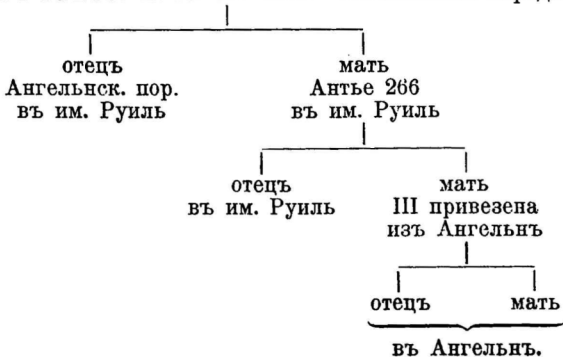 отецъ мать
Ангельнск. пор. Антье 266
въ им. Руиль въ им. Руиль
отецъ мать
въ им. Руиль III привезена
изъ Ангельнъ
отецъ мать
въ Ангельнъ.